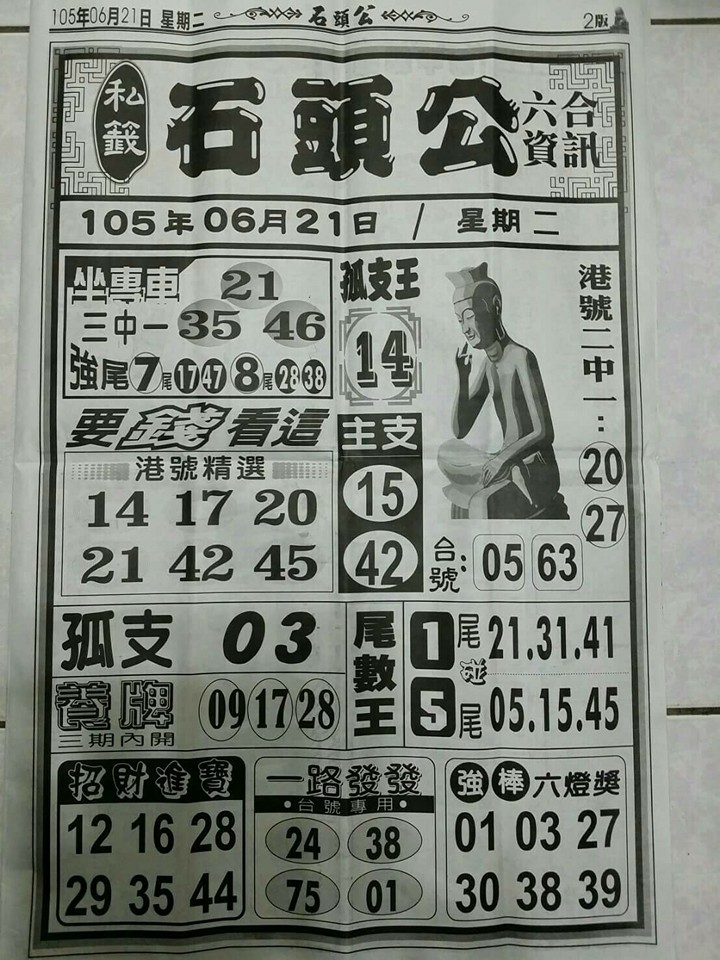 105年06月21日 星期二
石頭公
2版
私籤
石頭公
六合資訊
105年06月21日 / 星期二
坐專車
三中一
21
35 46
強尾 7尾 17 47 8尾 28 38
孤支王
14
港號二中一:
20
27
要錢看這
港號精選
14 17 20
21 42 45
主支
15
42
台號: 05 63
孤支 03
養牌 三期內開
09 17 28
尾數王
1尾 21.31.41
碰
5尾 05.15.45
招財進寶
12 16 28
29 35 44
一路發發
•台號專用•
24 38
75 01
強棒六燈獎
01 03 27
30 38 39